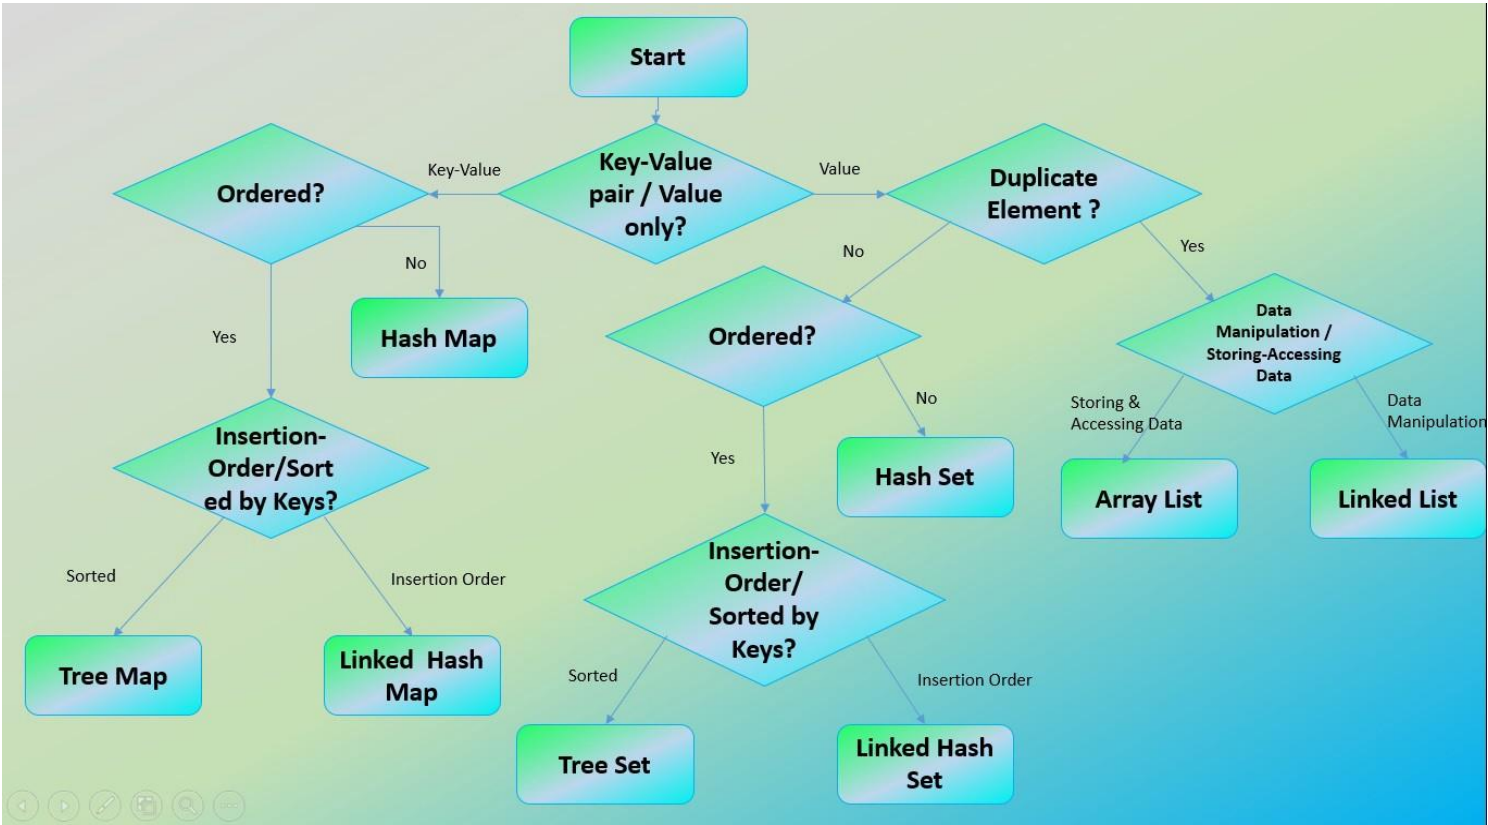 Start
Key-Value
pair / Value
only?
Key-Value
Value
Ordered?
No
Hash Map
Yes
Insertion-
Order/Sort
ed by Keys?
Sorted
Insertion Order
Tree Map
Linked Hash
Map
Duplicate
Element ?
No
Yes
Ordered?
No
Hash Set
Yes
Insertion-
Order/
Sorted by
Keys?
Sorted
Insertion Order
Tree Set
Linked Hash
Set
Data
Manipulation /
Storing-Accessing
Data
Storing &
Accessing Data
Data
Manipulation
Array List
Linked List